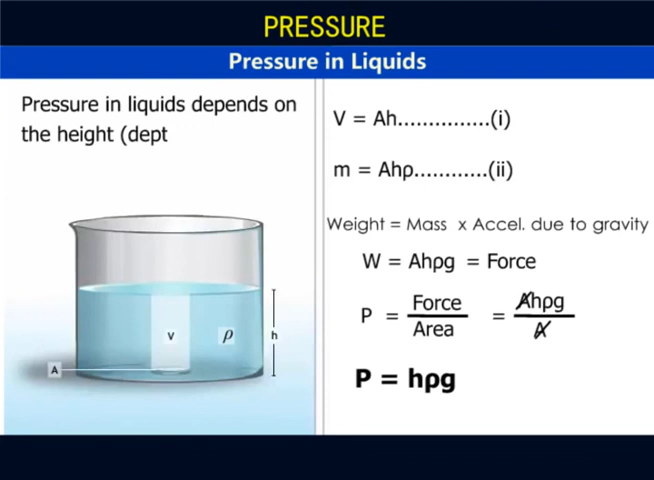 PRESSURE
Pressure in Liquids
Pressure in liquids depends on
the height (dept
V
ρ
h
A
V = Ah...............(i)
m = Ahρ............(ii)
Weight = Mass x Accel. due to gravity
W = Ahρg = Force
P = Force / Area = Ahρg / A
P = hρg